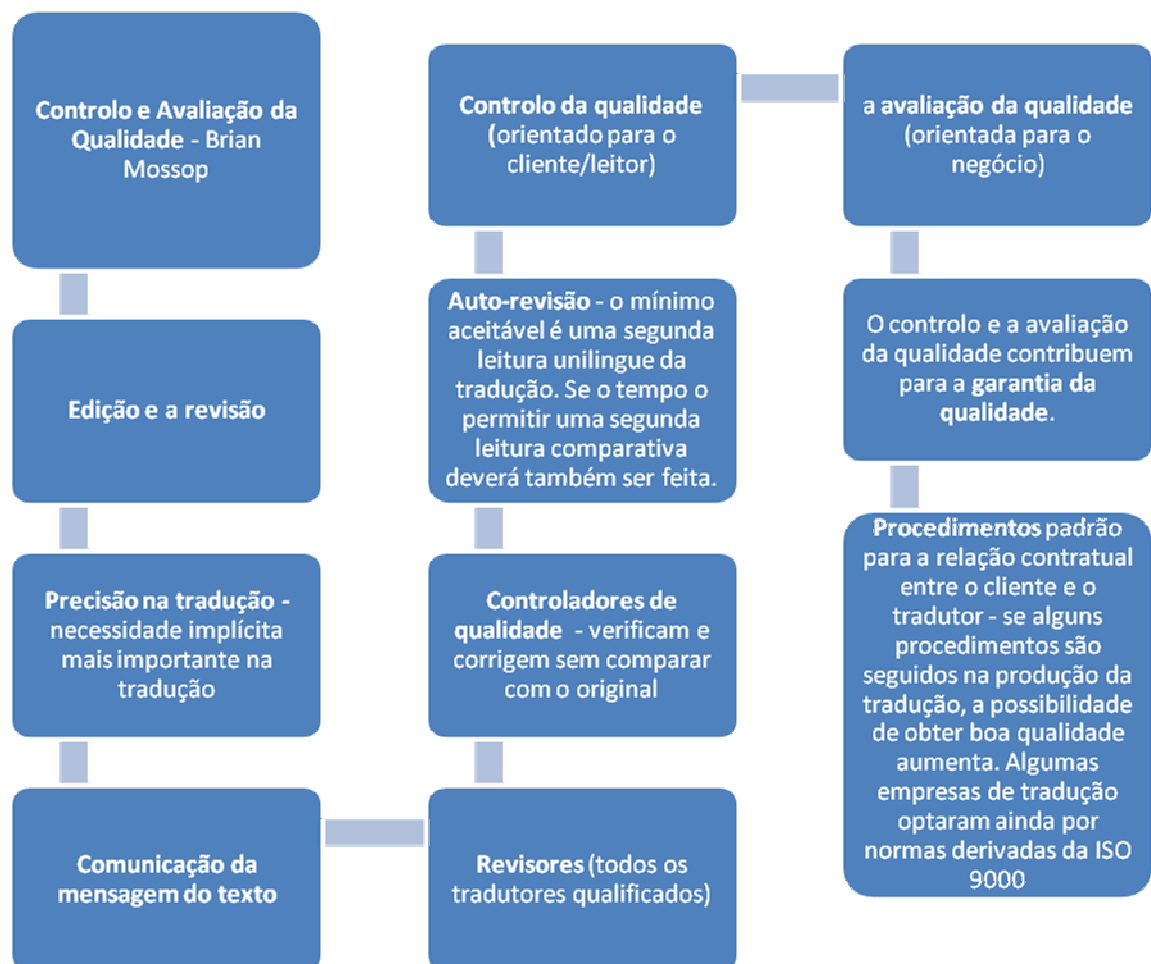 Controlo e Avaliação da
Qualidade - Brian
Mossop
Edição e a revisão
Precisão na tradução -
necessidade implícita
mais importante na
tradução
Comunicação da
mensagem do texto
Revisores (todos os
tradutores qualificados)
Controladores de
qualidade - verificam e
corrigem sem comparar
com o original
Auto-revisão - o mínimo
aceitável é uma segunda
leitura unilingue da
tradução. Se o tempo o
permitir uma segunda
leitura comparativa
deverá também ser feita.
Controlo da qualidade
(orientado para o
cliente/leitor)
a avaliação da qualidade
(orientada para o
negócio)
O controlo e a avaliação
da qualidade contribuem
para a garantia da
qualidade.
Procedimentos padrão
para a relação contratual
entre o cliente e o
tradutor - se alguns
procedimentos são
seguidos na produção da
tradução, a possibilidade
de obter boa qualidade
aumenta. Algumas
empresas de tradução
optaram ainda por
normas derivadas da ISO
9000